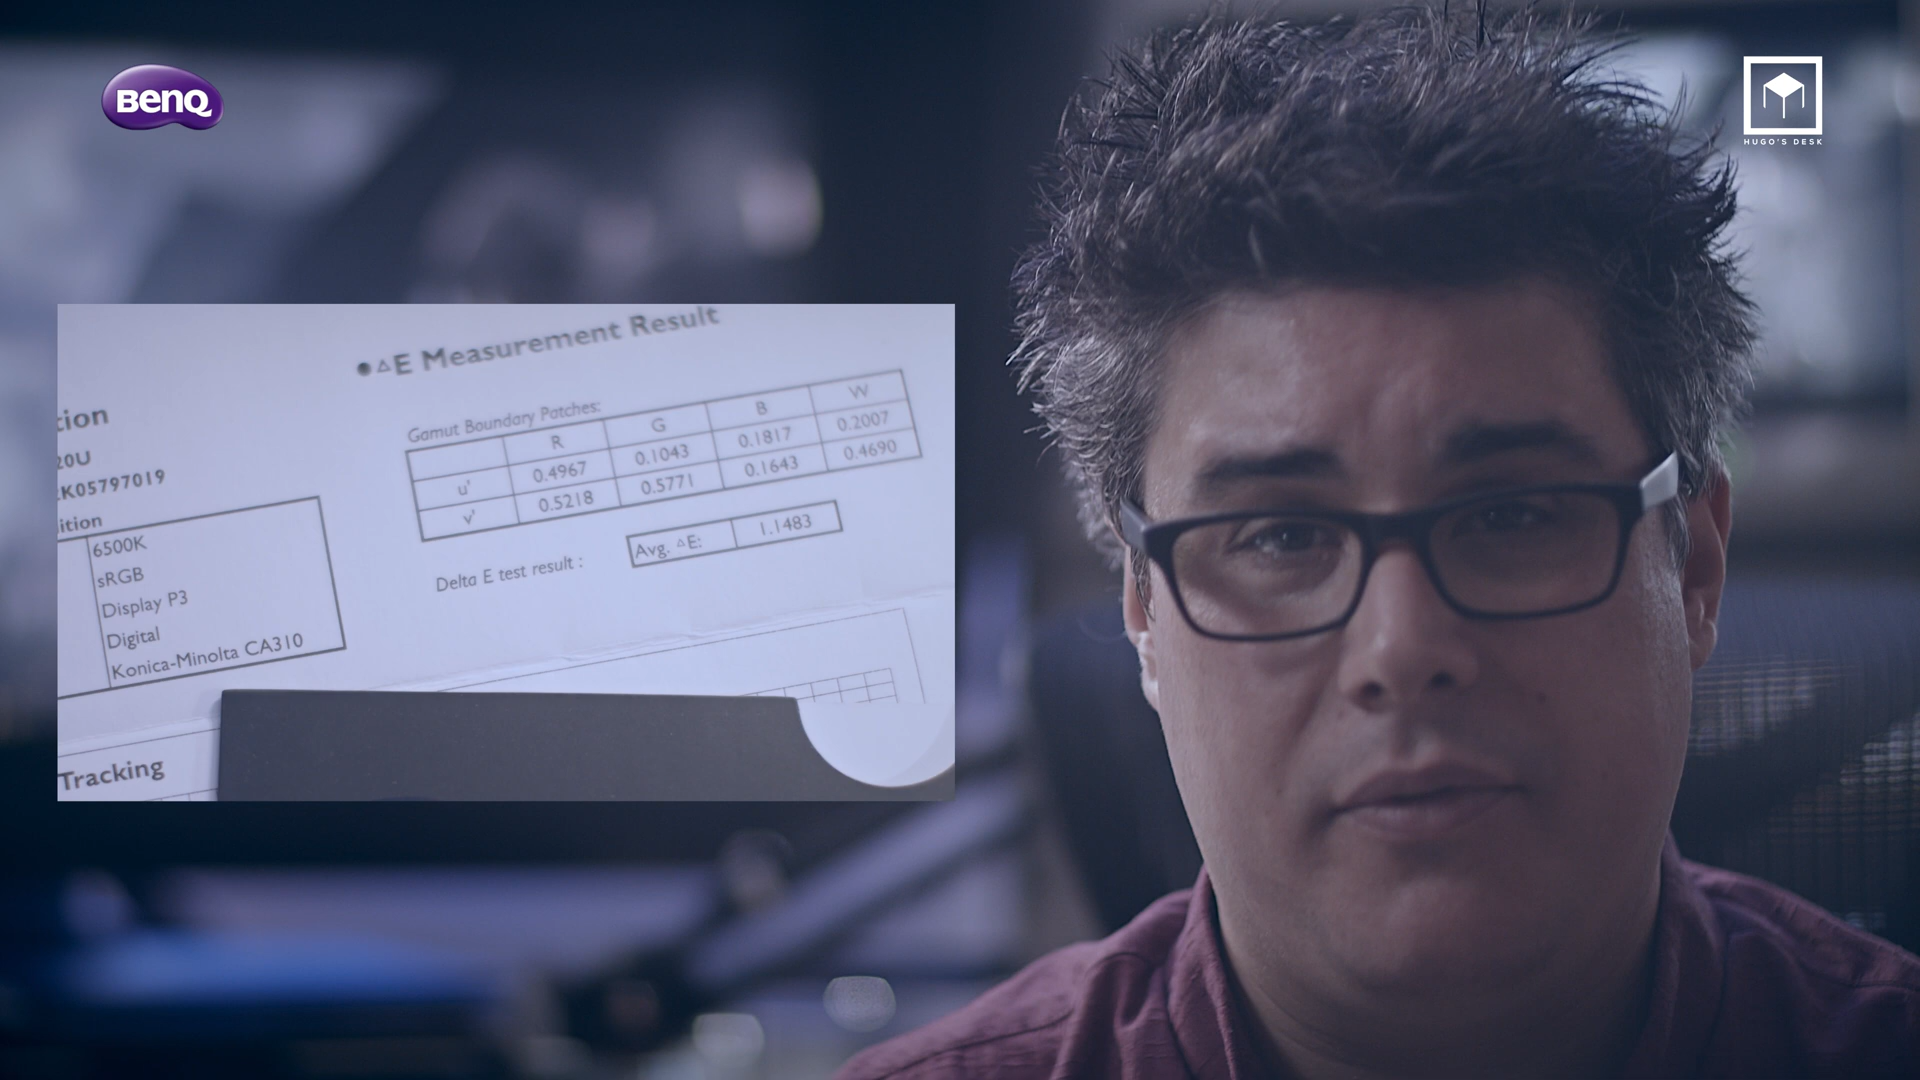 BenQ
HUGO'S DESK
●△E Measurement Result
tion
20U
K05797019
ition
6500K
sRGB
Display P3
Digital
Konica-Minolta CA310
Gamut Boundary Patches:
R G B W
u' 0.4967 0.1043 0.1817 0.2007
v' 0.5218 0.5771 0.1643 0.4690
Delta E test result : Avg. △E: 1.1483
Tracking